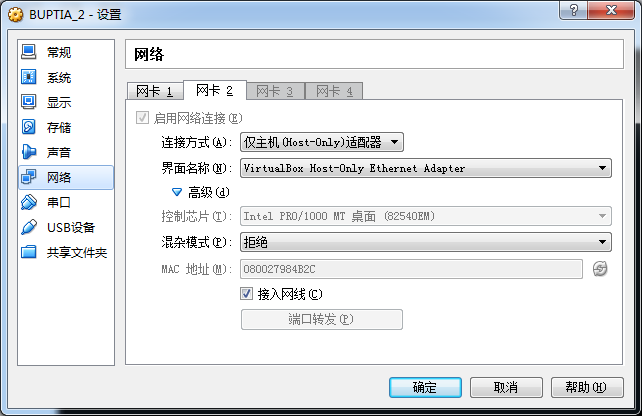 BUPTIA_2 - 设置
常规
系统
显示
存储
声音
网络
串口
USB设备
共享文件夹
网络
网卡 1 网卡 2 网卡 3 网卡 4
启用网络连接(E)
连接方式(A): 仅主机(Host-Only)适配器
界面名称(N): VirtualBox Host-Only Ethernet Adapter
高级(d)
控制芯片(T): Intel PRO/1000 MT 桌面 (82540EM)
混杂模式(P): 拒绝
MAC 地址(M): 080027984B2C
接入网线(C)
端口转发(P)
确定 取消 帮助(H)